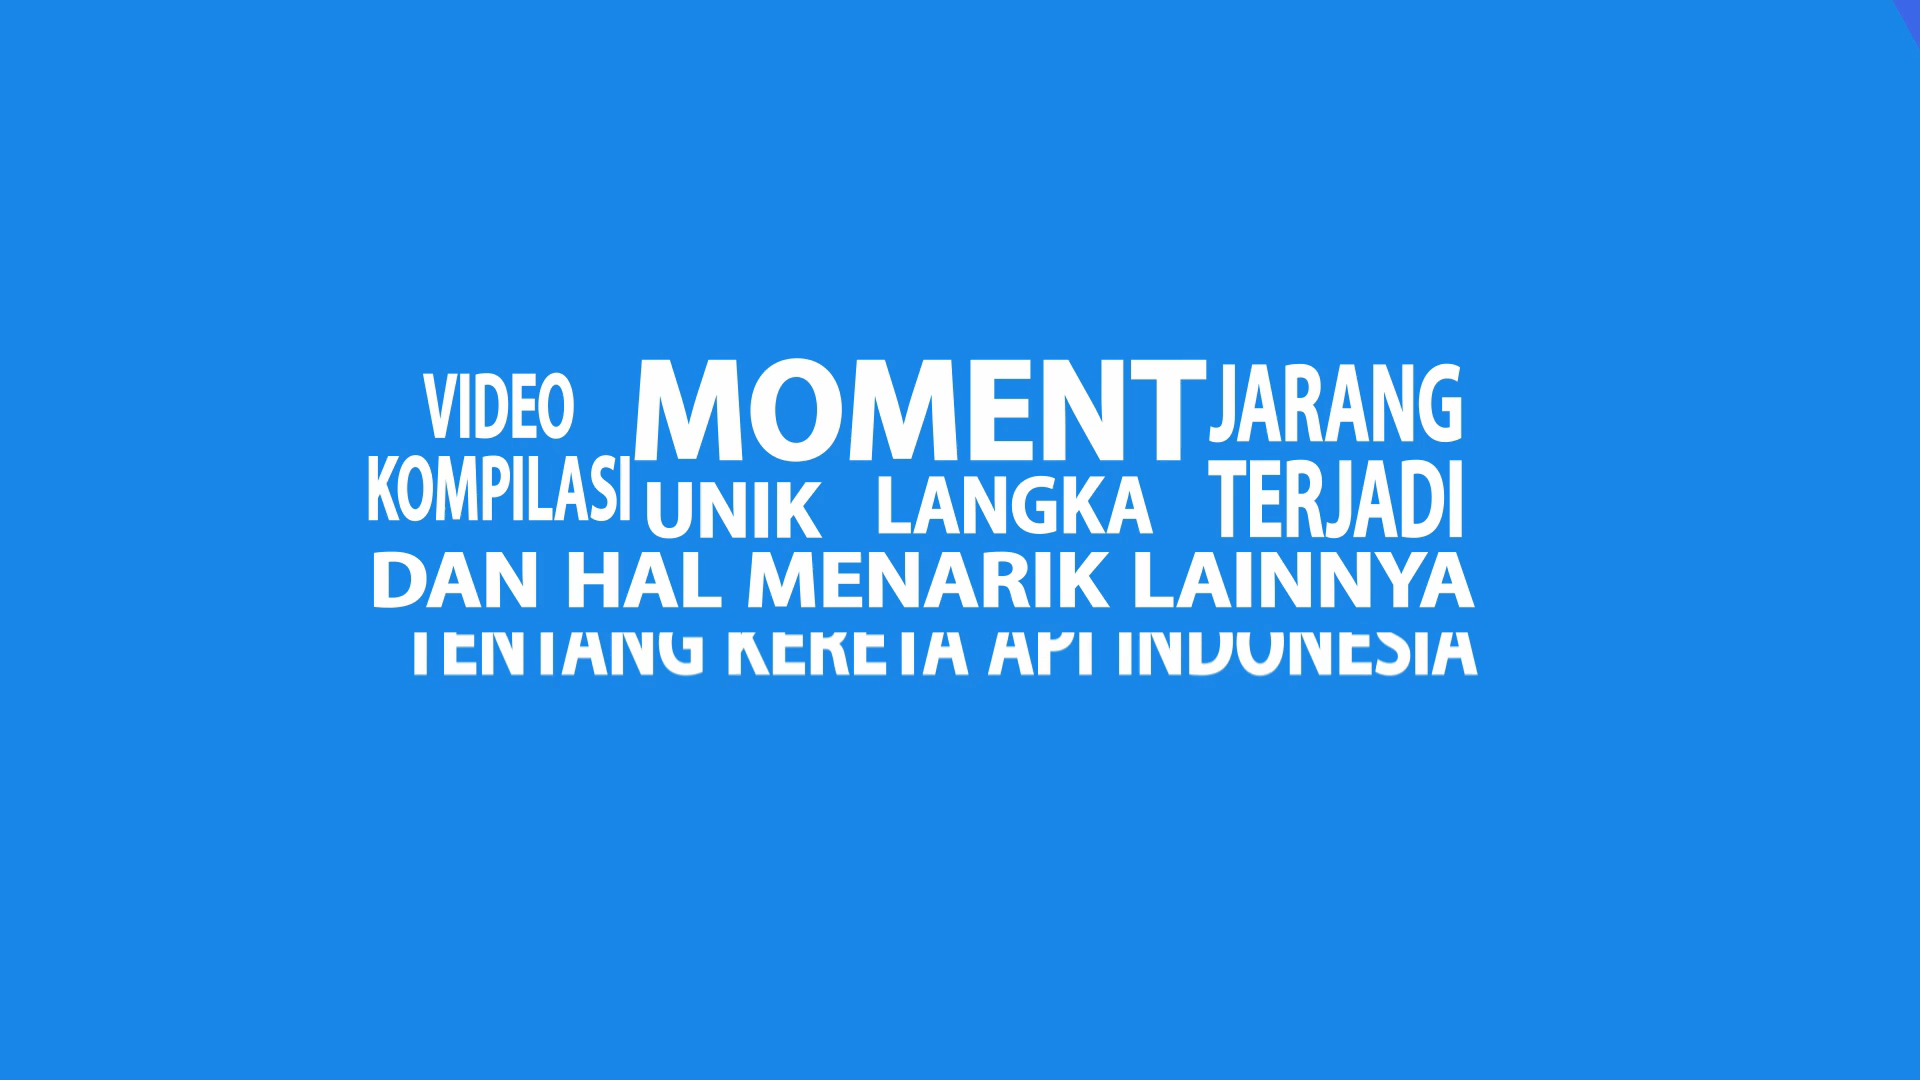 VIDEO
KOMPILASI
MOMENT
UNIK LANGKA
JARANG
TERJADI
DAN HAL MENARIK LAINNYA
TENTANG KERETA API INDONESIA